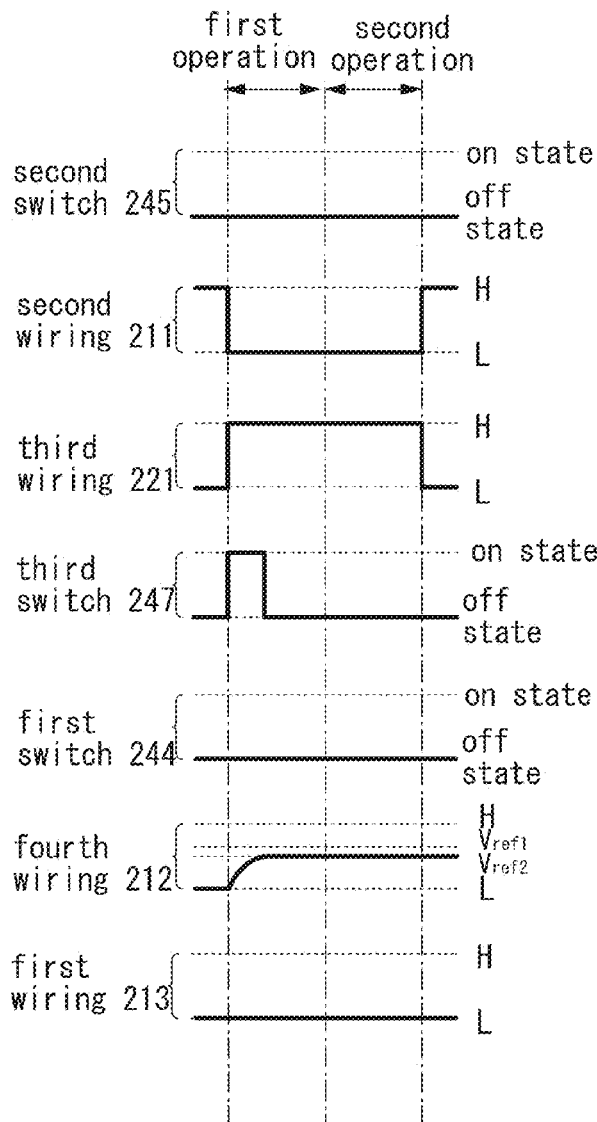 first operation
second operation
second switch 245
on state
off state
second wiring 211
H
L
third wiring 221
H
L
third switch 247
on state
off state
first switch 244
on state
off state
fourth wiring 212
H
Vref1
Vref2
L
first wiring 213
H
L